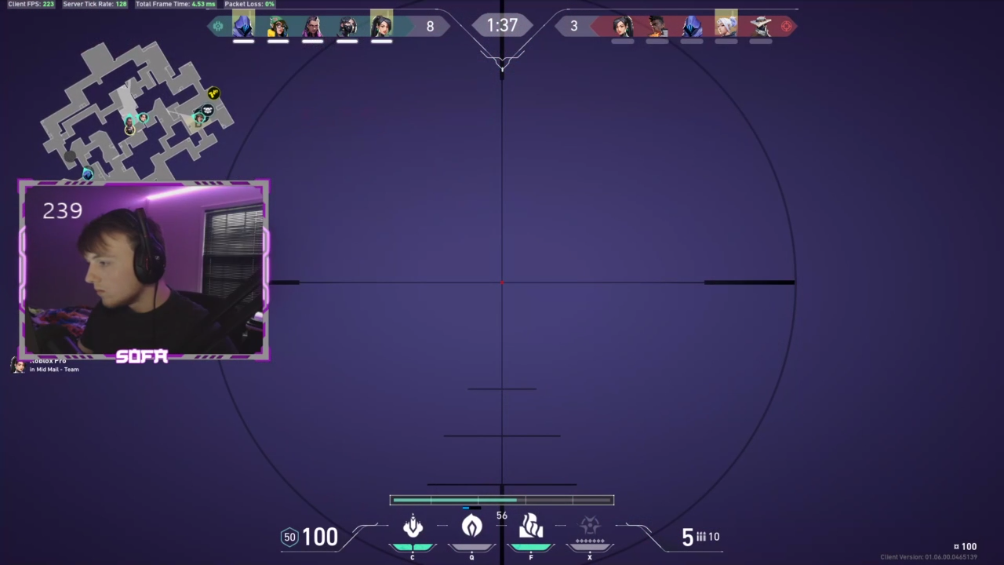 Client FPS: 223 Server Tick Rate: 128 Total Frame Time: 4.53 ms Packet Loss: 0%
8 1:37 3
239
SOFA
in Mid Mail - Team
56
50 100
5 10
C Q F X
100
Client Version: 01.06.00.0465139